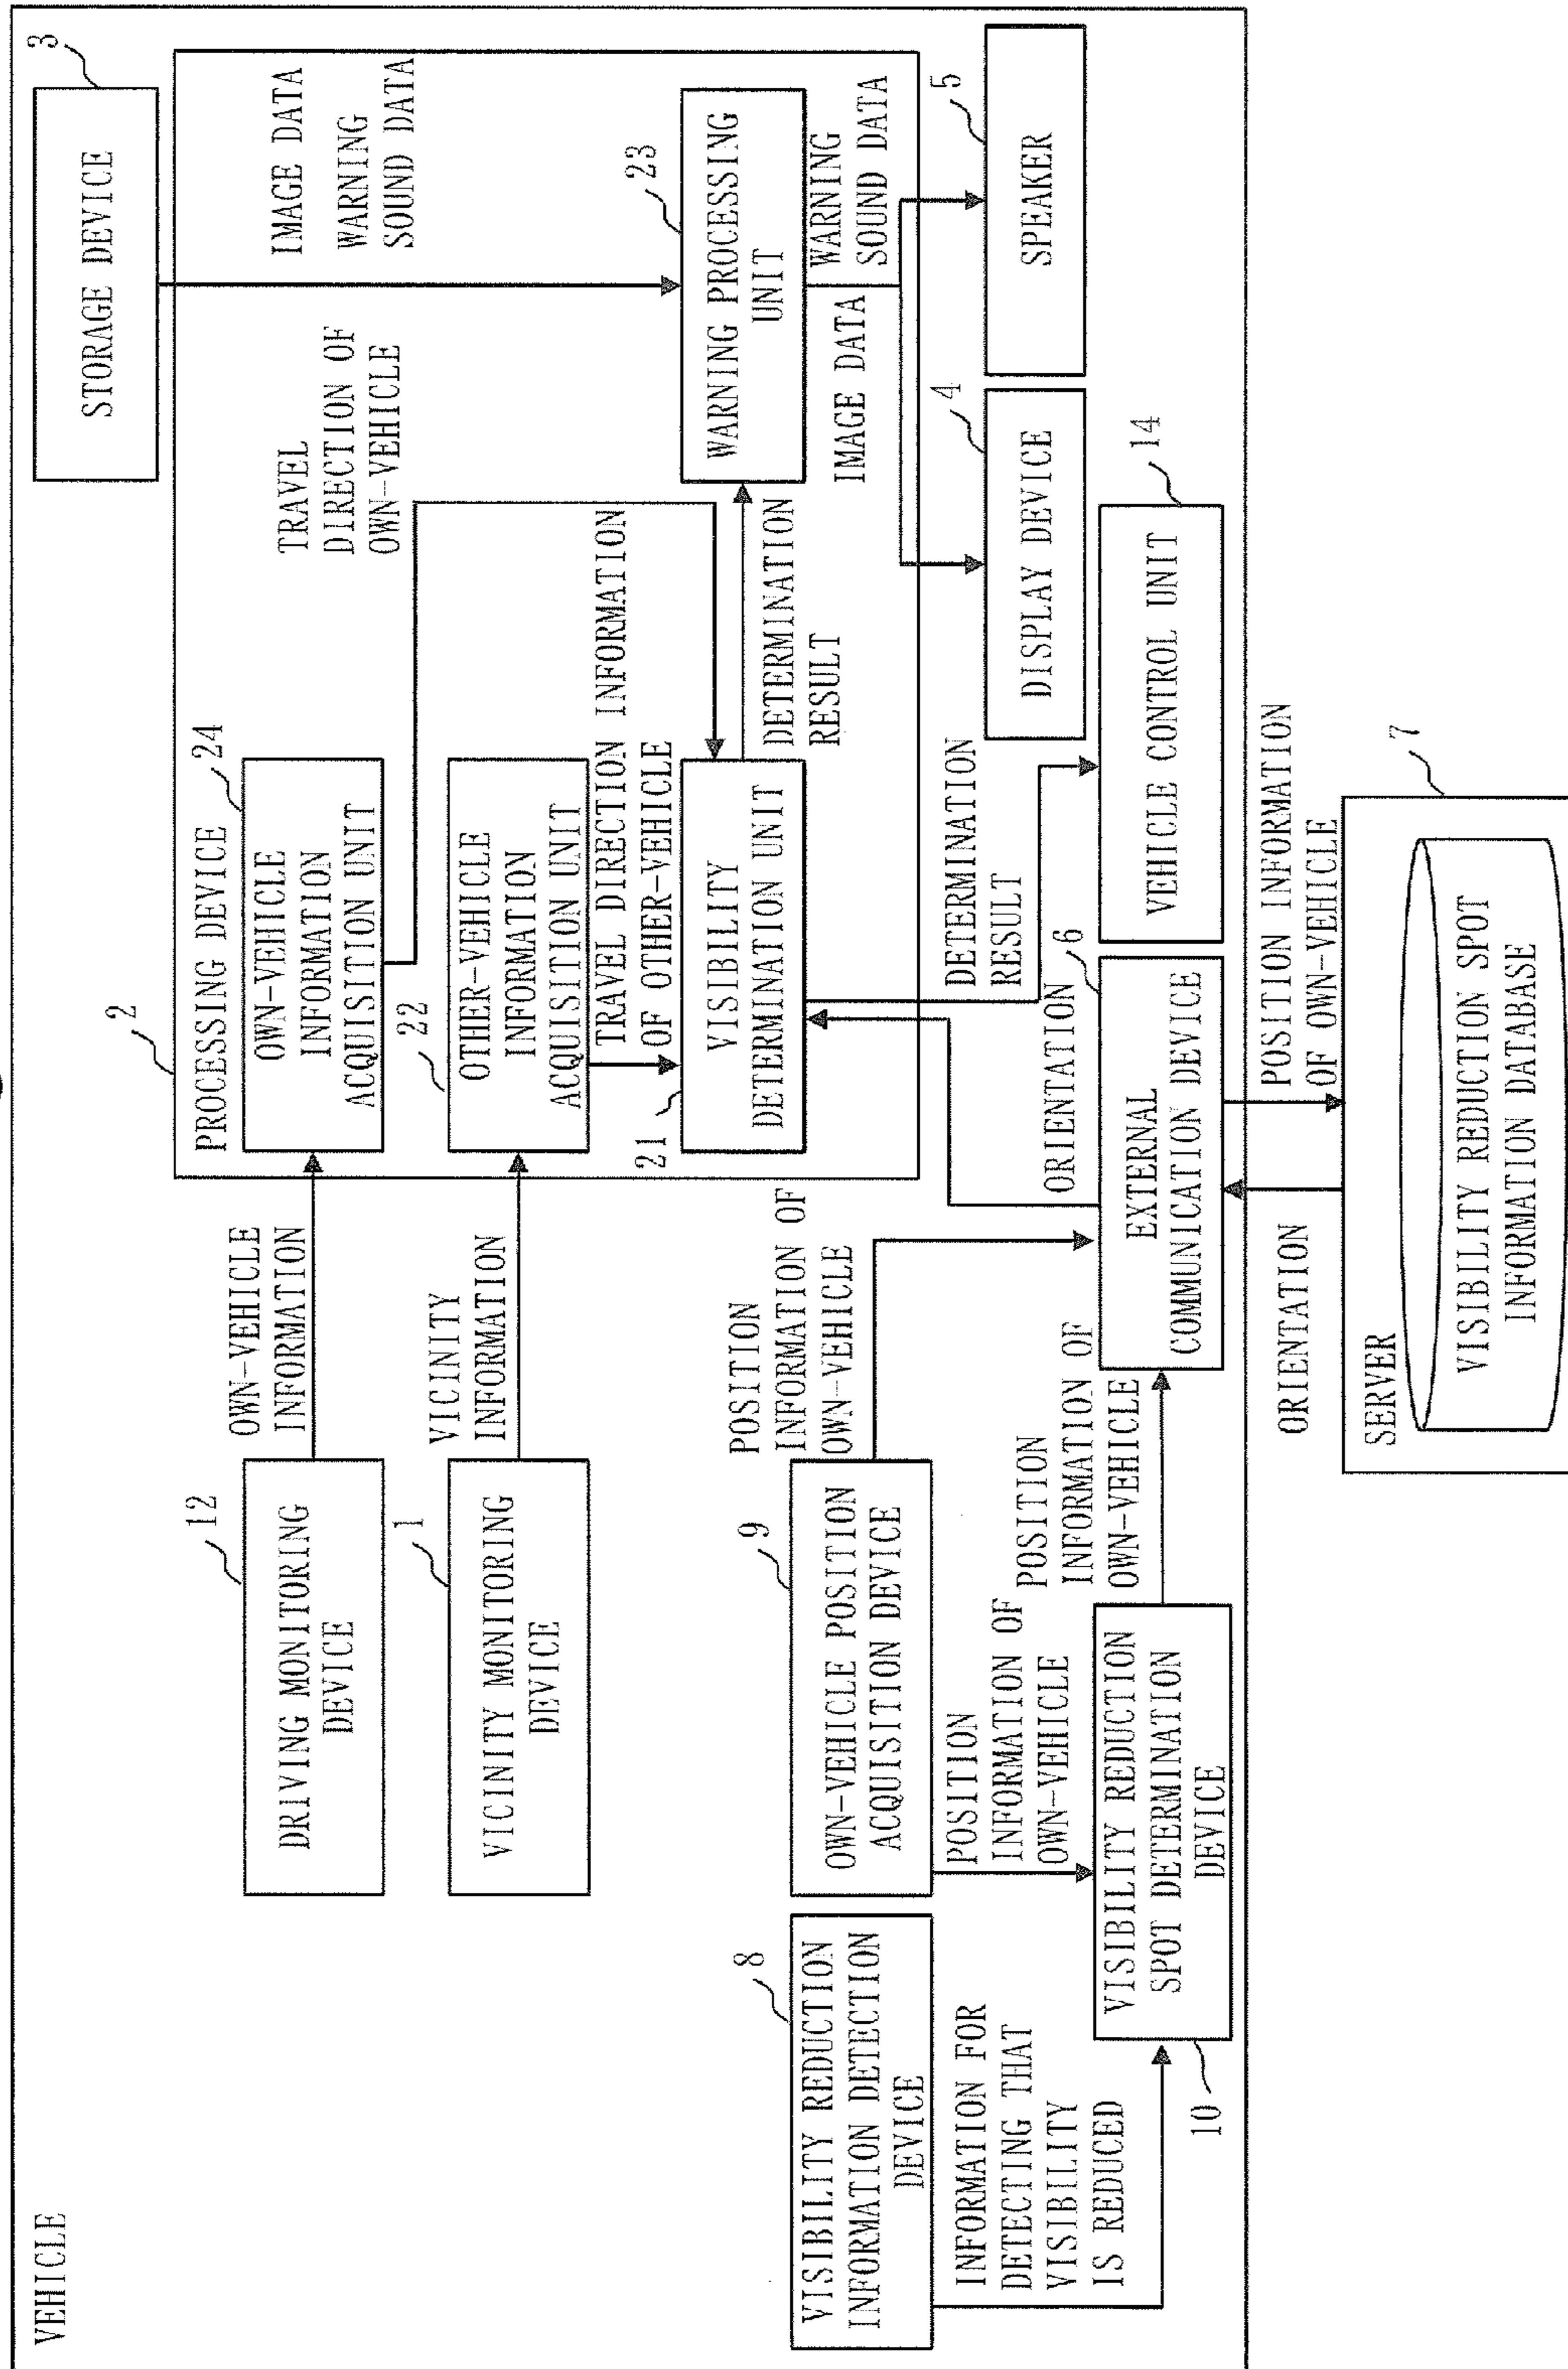 VEHICLE
3
STORAGE DEVICE
2
PROCESSING DEVICE
12
DRIVING MONITORING
DEVICE
OWN-VEHICLE
INFORMATION
24
OWN-VEHICLE
INFORMATION
ACQUISITION UNIT
TRAVEL
DIRECTION OF
OWN-VEHICLE
IMAGE DATA
WARNING
SOUND DATA
1
VICINITY MONITORING
DEVICE
VICINITY
INFORMATION
22
OTHER-VEHICLE
INFORMATION
ACQUISITION UNIT
TRAVEL DIRECTION INFORMATION
OF OTHER-VEHICLE
21
VISIBILITY
DETERMINATION UNIT
DETERMINATION
RESULT
23
WARNING PROCESSING
UNIT
IMAGE DATA
WARNING
SOUND DATA
8
VISIBILITY REDUCTION
INFORMATION DETECTION
DEVICE
9
OWN-VEHICLE POSITION
ACQUISITION DEVICE
POSITION
INFORMATION OF
OWN-VEHICLE
4
DISPLAY DEVICE
5
SPEAKER
INFORMATION FOR
DETECTING THAT
VISIBILITY
IS REDUCED
POSITION
INFORMATION OF
OWN-VEHICLE
POSITION
INFORMATION OF
OWN-VEHICLE
ORIENTATION
DETERMINATION
RESULT
10
VISIBILITY REDUCTION
SPOT DETERMINATION
DEVICE
6
EXTERNAL
COMMUNICATION DEVICE
14
VEHICLE CONTROL UNIT
ORIENTATION
POSITION INFORMATION
OF OWN-VEHICLE
7
SERVER
VISIBILITY REDUCTION SPOT
INFORMATION DATABASE